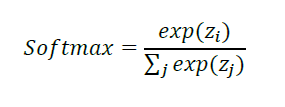 Softmax = exp(z_i) / ∑_j exp(z_j)